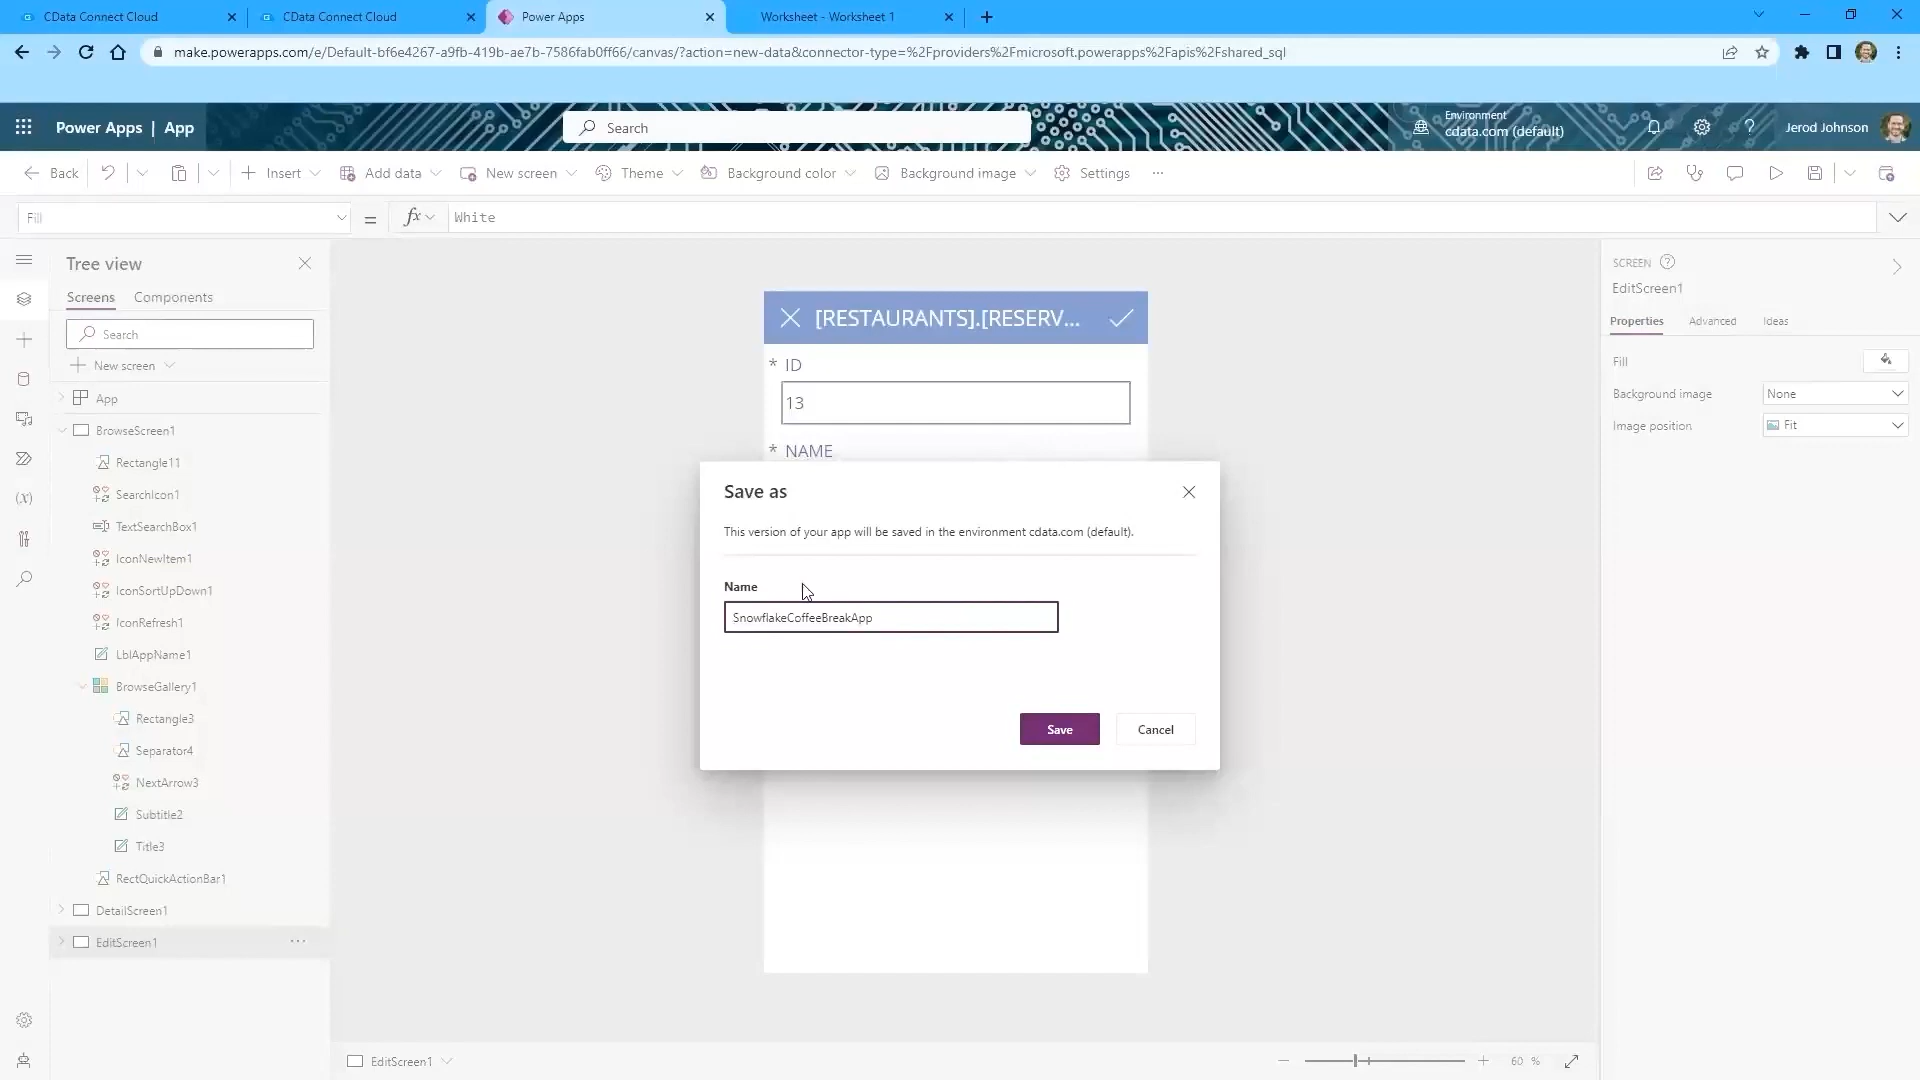 CData Connect Cloud
CData Connect Cloud
Power Apps
Worksheet - Worksheet 1
make.powerapps.com/e/Default-bf6e4267-a9fb-419b-ae7b-7586fab0ff66/canvas/?action=new-data&connector-type=%2Fproviders%2Fmicrosoft.powerapps%2Fapis%2Fshared_sql
Power Apps | App
Search
Environment
cdata.com (default)
Jerod Johnson
Back
Insert
Add data
New screen
Theme
Background color
Background image
Settings
Fill
=
fx
White
Tree view
Screens
Components
Search
New screen
App
BrowseScreen1
Rectangle11
SearchIcon1
TextSearchBox1
IconNewItem1
IconSortUpDown1
IconRefresh1
LblAppName1
BrowseGallery1
Rectangle3
Separator4
NextArrow3
Subtitle2
Title3
RectQuickActionBar1
DetailScreen1
EditScreen1
[RESTAURANTS].[RESERV...
* ID
13
* NAME
Save as
This version of your app will be saved in the environment cdata.com (default).
Name
SnowflakeCoffeeBreakApp
Save
Cancel
SCREEN
EditScreen1
Properties
Advanced
Ideas
Fill
Background image
None
Image position
Fit
EditScreen1
60 %